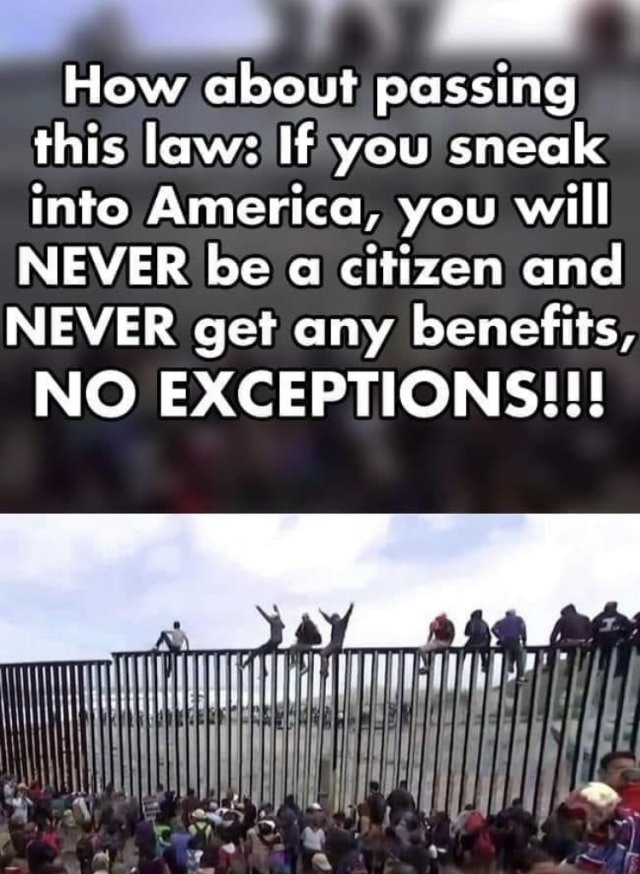 How about passing
this law: If you sneak
into America, you will
NEVER be a citizen and
NEVER get any benefits,
NO EXCEPTIONS!!!